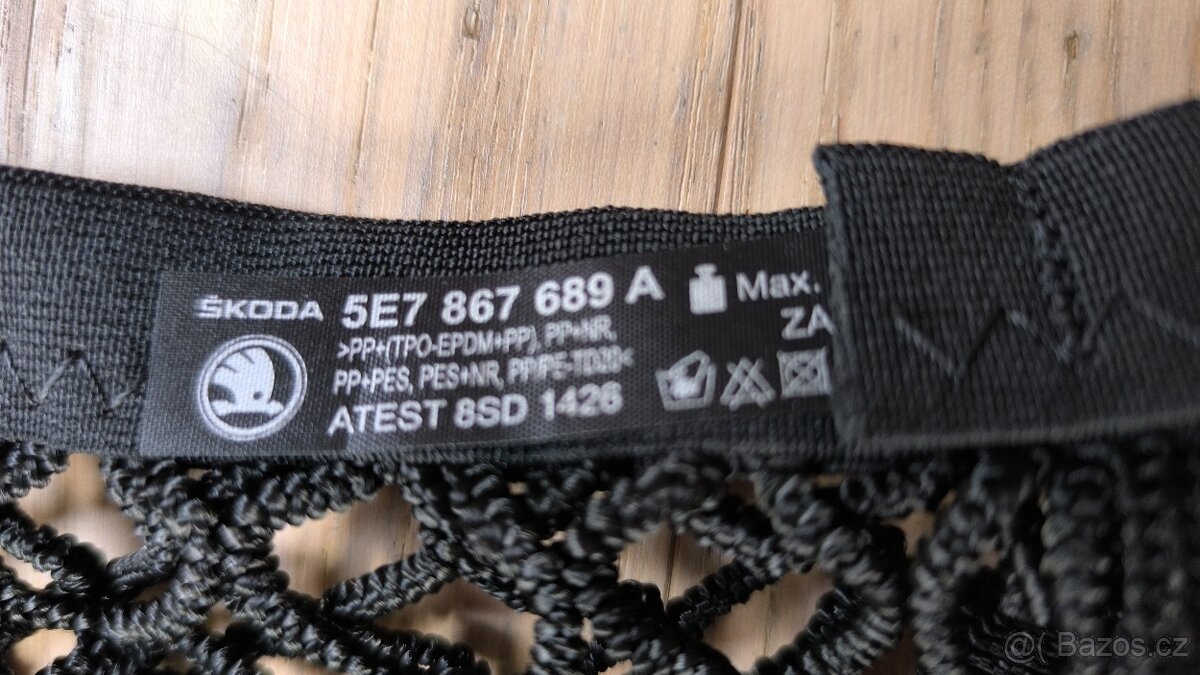 ŠKODA 5E7 867 689 A Max.
>PP+(TPO-EPDM+PP), PP+NR, ZA
PP+PES, PES+NR, PP/PE-TD20<
ATEST 8SD 1426
Bazos.cz